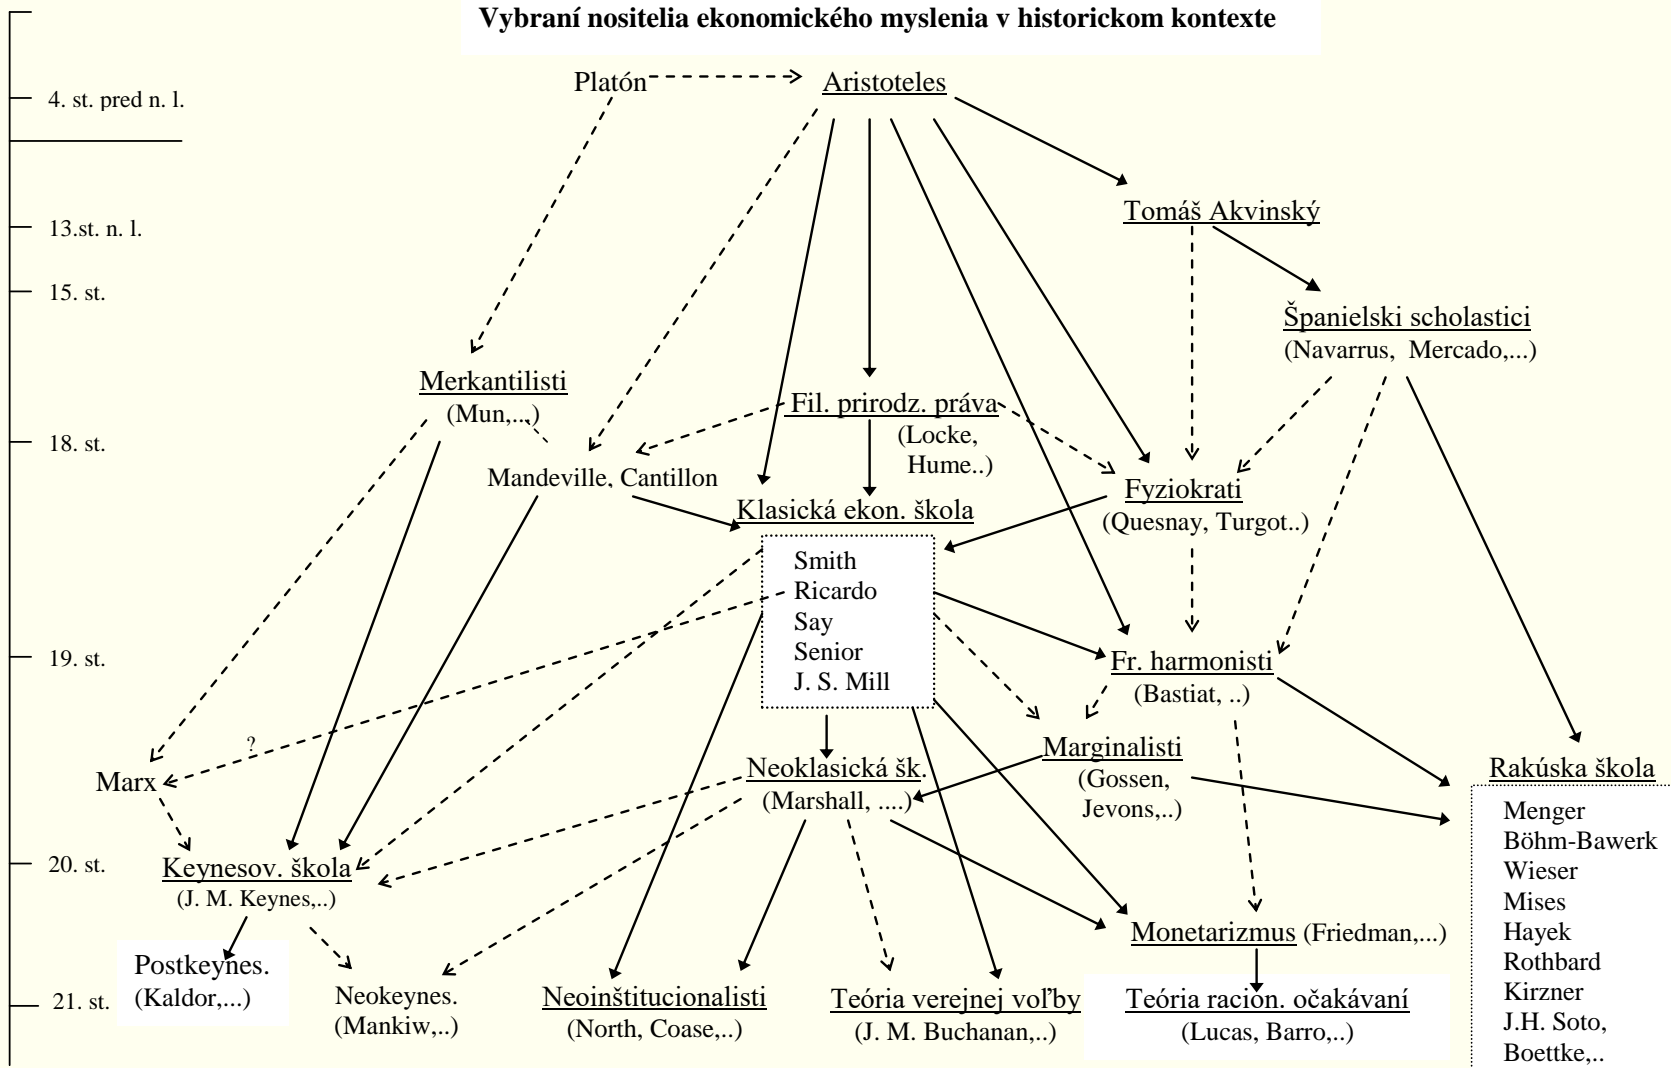 Vybraní nositelia ekonomického myslenia v historickom kontexte
Platón
Aristoteles
4. st. pred n. l.
Tomáš Akvinský
13.st. n. l.
15. st.
Španielski scholastici
(Navarrus, Mercado,...)
Merkantilisti
(Mun,...)
Fil. prirodz. práva
(Locke,
Hume..)
18. st.
Mandeville, Cantillon
Fyziokrati
(Quesnay, Turgot..)
Klasická ekon. škola
Smith
Ricardo
Say
Senior
J. S. Mill
19. st.
Fr. harmonisti
(Bastiat, ..)
?
Marx
Neoklasická šk.
(Marshall, ....)
Marginalisti
(Gossen,
Jevons,..)
Rakúska škola
Menger
Böhm-Bawerk
Wieser
Mises
Hayek
Rothbard
Kirzner
J.H. Soto,
Boettke,..
20. st.
Keynesov. škola
(J. M. Keynes,..)
Monetarizmus (Friedman,...)
Postkeynes.
(Kaldor,...)
21. st.
Neokeynes.
(Mankiw,..)
Neoinštitucionalisti
(North, Coase,..)
Teória verejnej voľby
(J. M. Buchanan,..)
Teória racion. očakávaní
(Lucas, Barro,..)